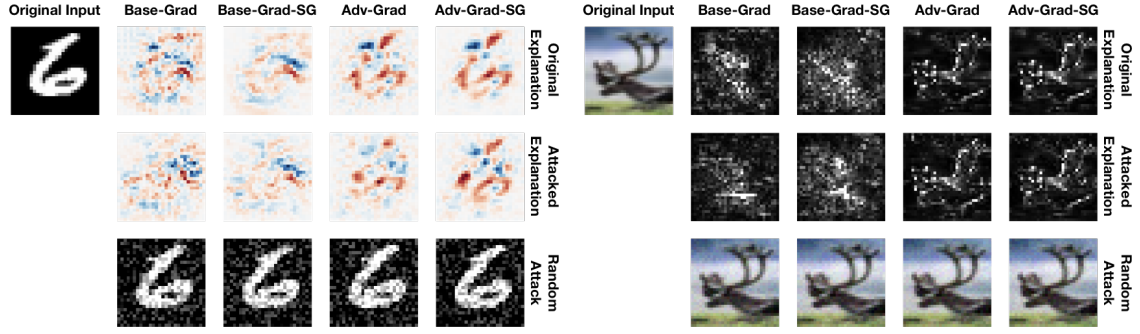 Original Input Base-Grad Base-Grad-SG Adv-Grad Adv-Grad-SG
Original
Explanation
Attacked
Explanation
Random
Attack
Original Input Base-Grad Base-Grad-SG Adv-Grad Adv-Grad-SG
Original
Explanation
Attacked
Explanation
Random
Attack